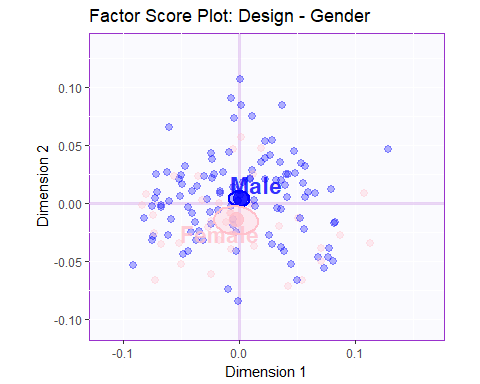 Factor Score Plot: Design - Gender
Dimension 2
0.10
0.05
0.00
-0.05
-0.10
Male
Female
-0.1
0.0
0.1
Dimension 1